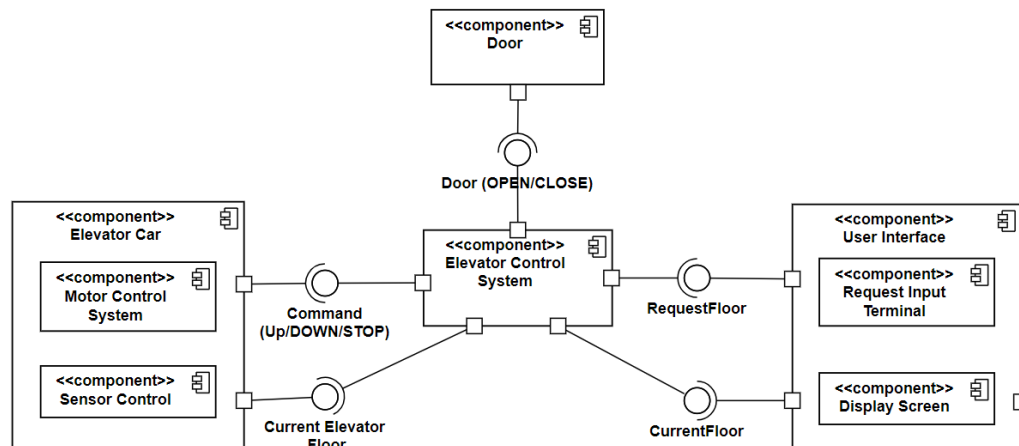 <<component>>
Door
Door (OPEN/CLOSE)
<<component>>
Elevator Car
<<component>>
Motor Control
System
<<component>>
Sensor Control
Command
(Up/DOWN/STOP)
Current Elevator
Floor
<<component>>
Elevator Control
System
RequestFloor
CurrentFloor
<<component>>
User Interface
<<component>>
Request Input
Terminal
<<component>>
Display Screen